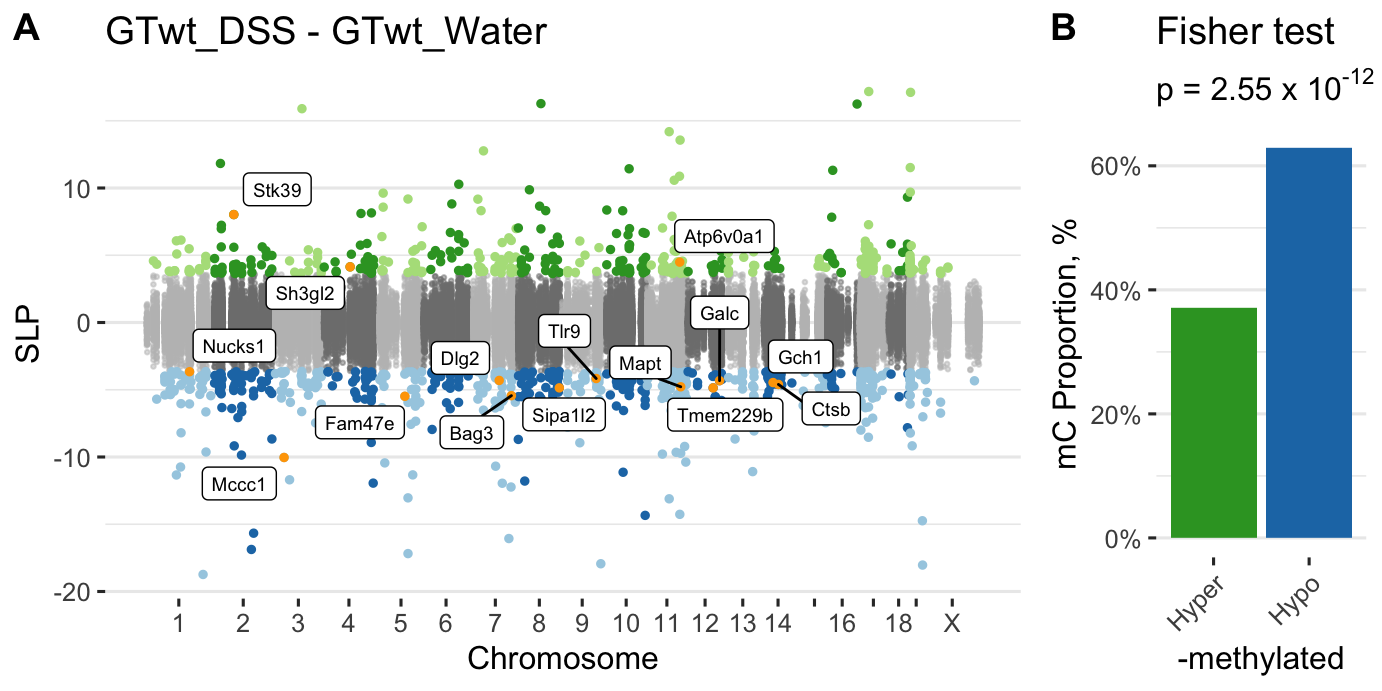 A
GTwt_DSS - GTwt_Water
SLP
10
0
-10
-20
Stk39
Atp6v0a1
Sh3gl2
Galc
Tlr9
Nucks1
Dlg2
Mapt
Gch1
Fam47e
Bag3
Sipa1l2
Tmem229b
Ctsb
Mccc1
1 2 3 4 5 6 7 8 9 10 11 12 13 14 16 18 X
Chromosome
B
Fisher test
p = 2.55 x 10⁻¹²
mC Proportion, %
60%
40%
20%
0%
Hyper
Hypo
-methylated